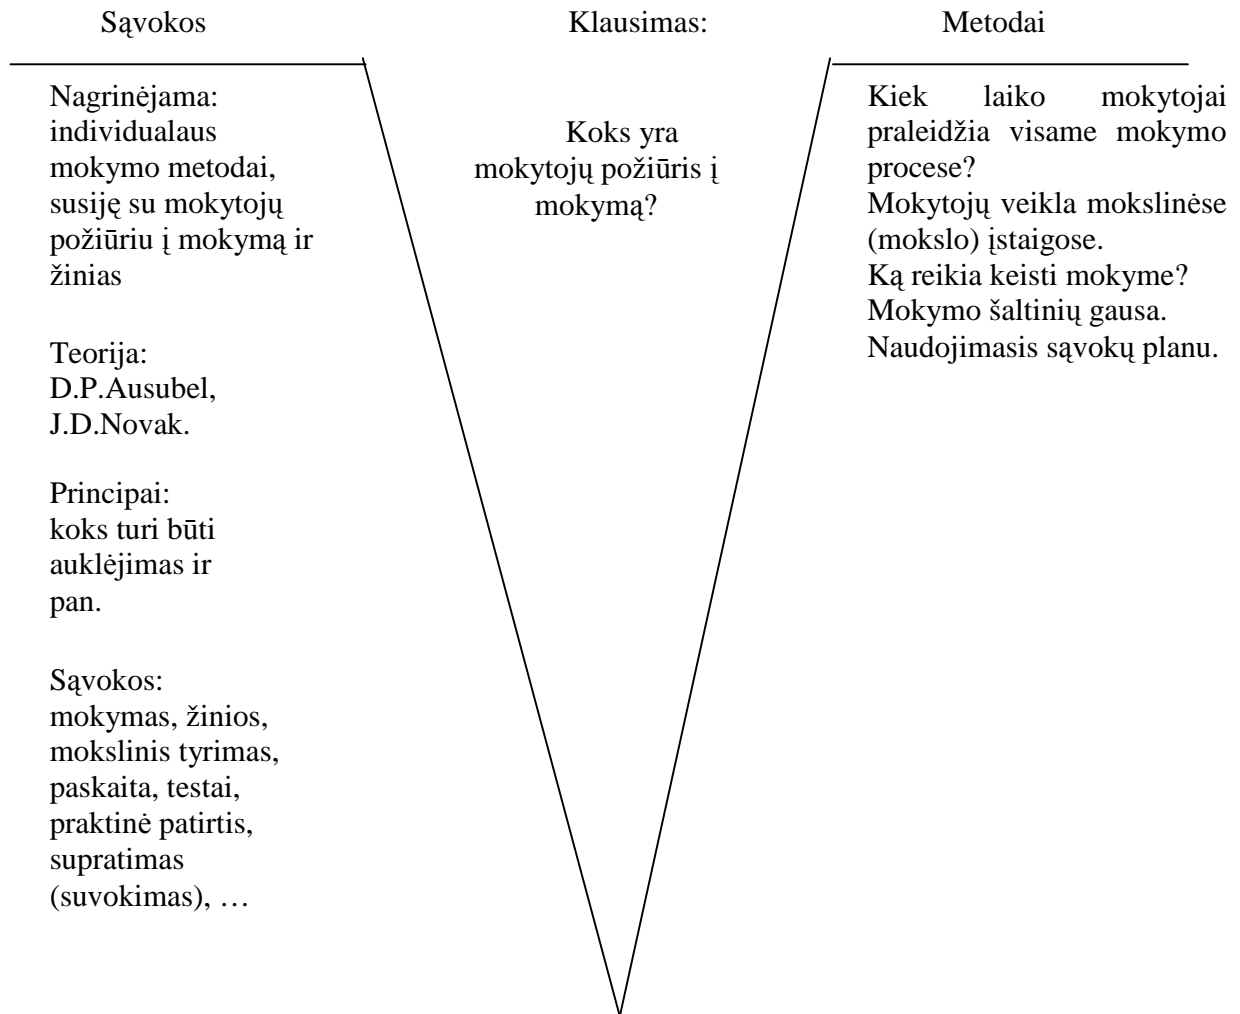 Sąvokos
Klausimas:
Metodai
Nagrinėjama:
individualaus
mokymo metodai,
susiję su mokytojų
požiūriu į mokymą ir
žinias
Teorija:
D.P.Ausubel,
J.D.Novak.
Principai:
koks turi būti
auklėjimas ir
pan.
Sąvokos:
mokymas, žinios,
mokslinis tyrimas,
paskaita, testai,
praktinė patirtis,
supratimas
(suvokimas), …
Koks yra
mokytojų požiūris į
mokymą?
Kiek laiko mokytojai
praleidžia visame mokymo
procese?
Mokytojų veikla mokslinėse
(mokslo) įstaigose.
Ką reikia keisti mokyme?
Mokymo šaltinių gausa.
Naudojimasis sąvokų planu.